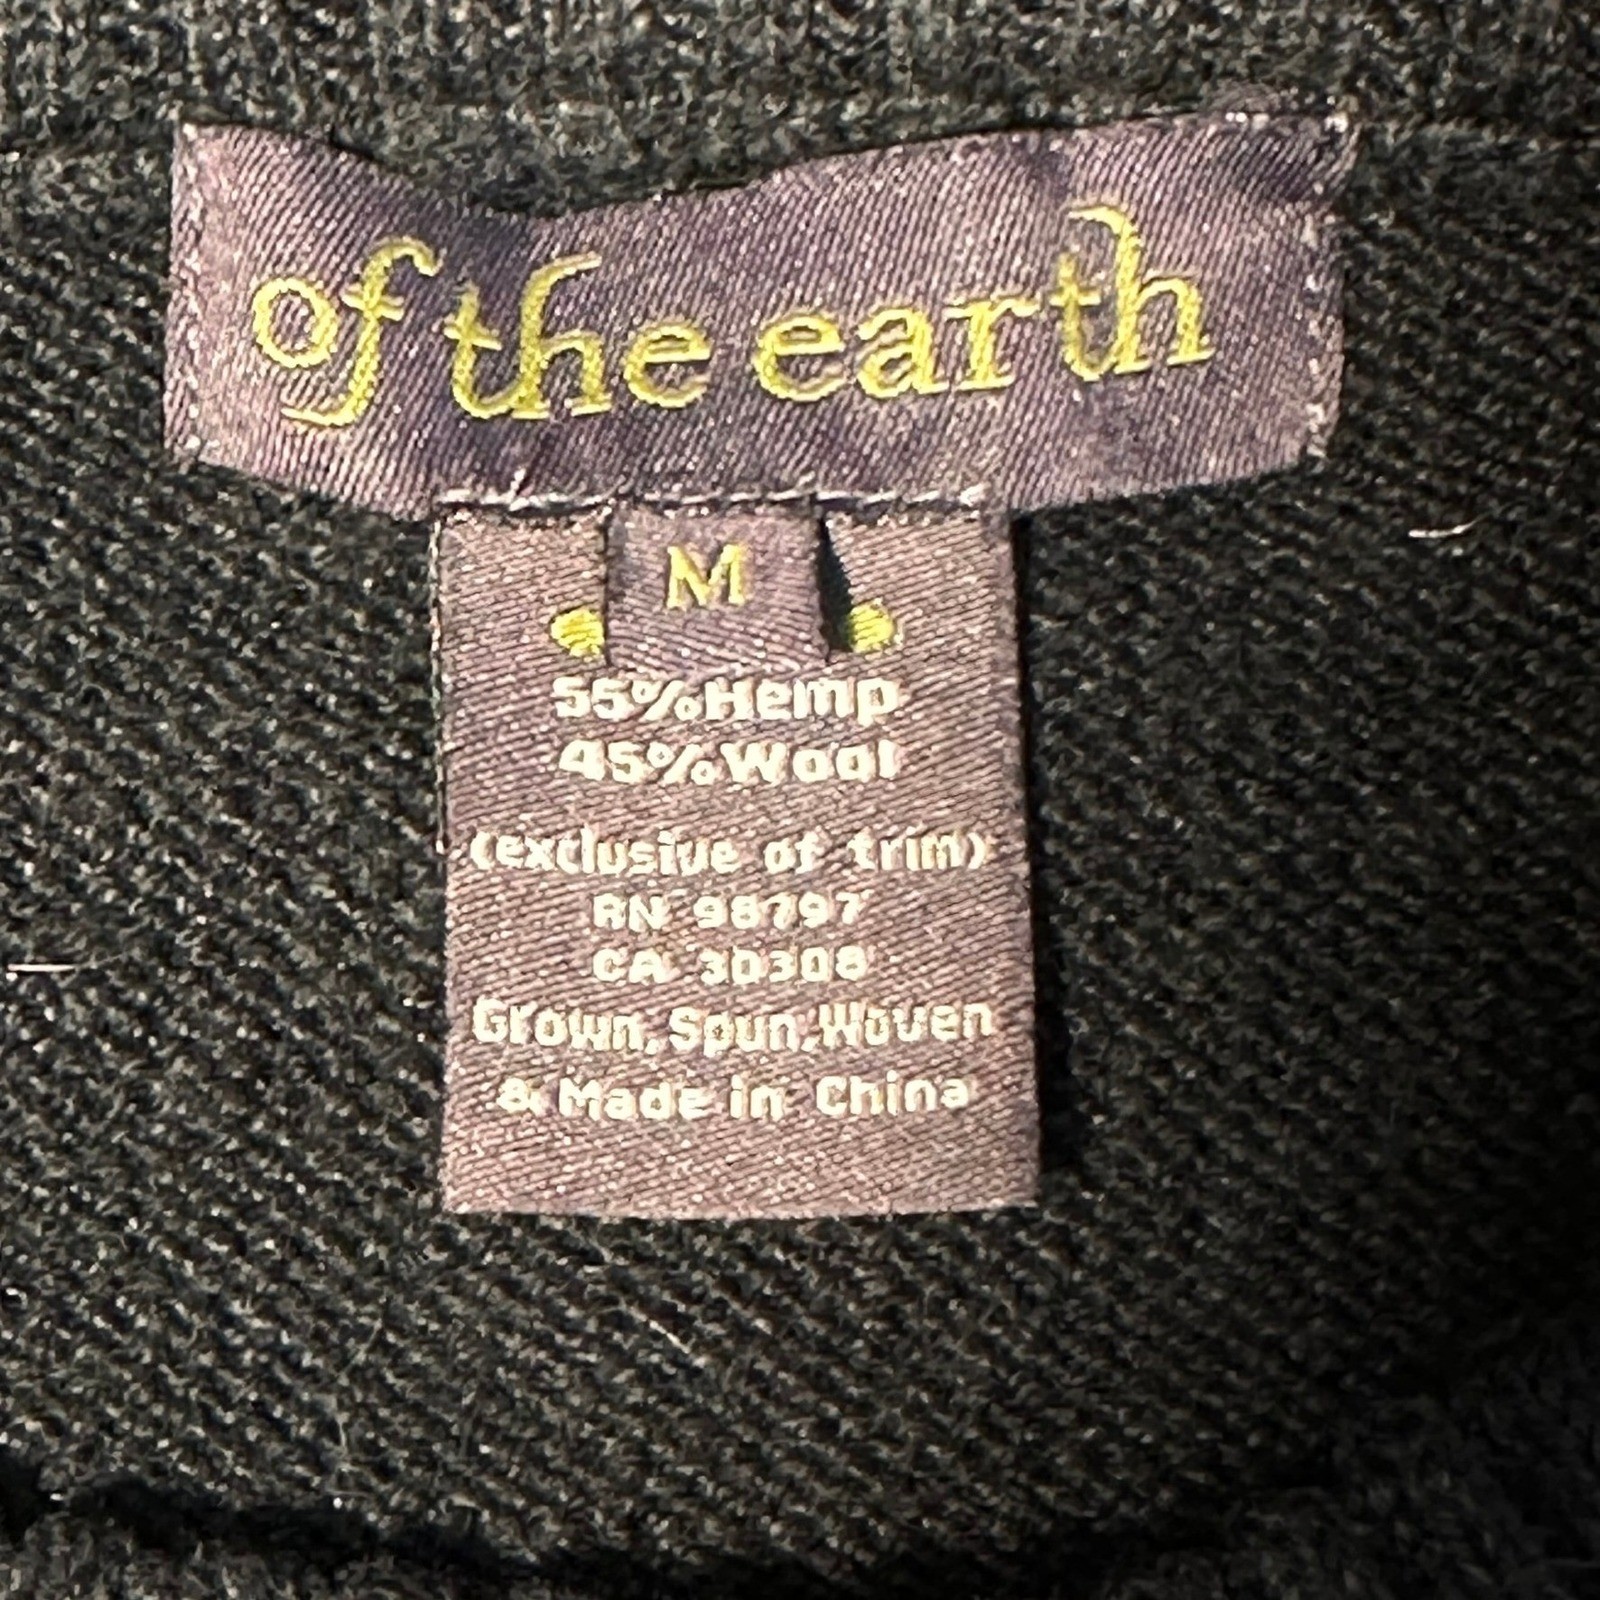 of the earth
M
55%Hemp
45%Wool
(exclusive of trim)
RN 98797
CA 30308
Grown,Spun,Woven
& Made in China